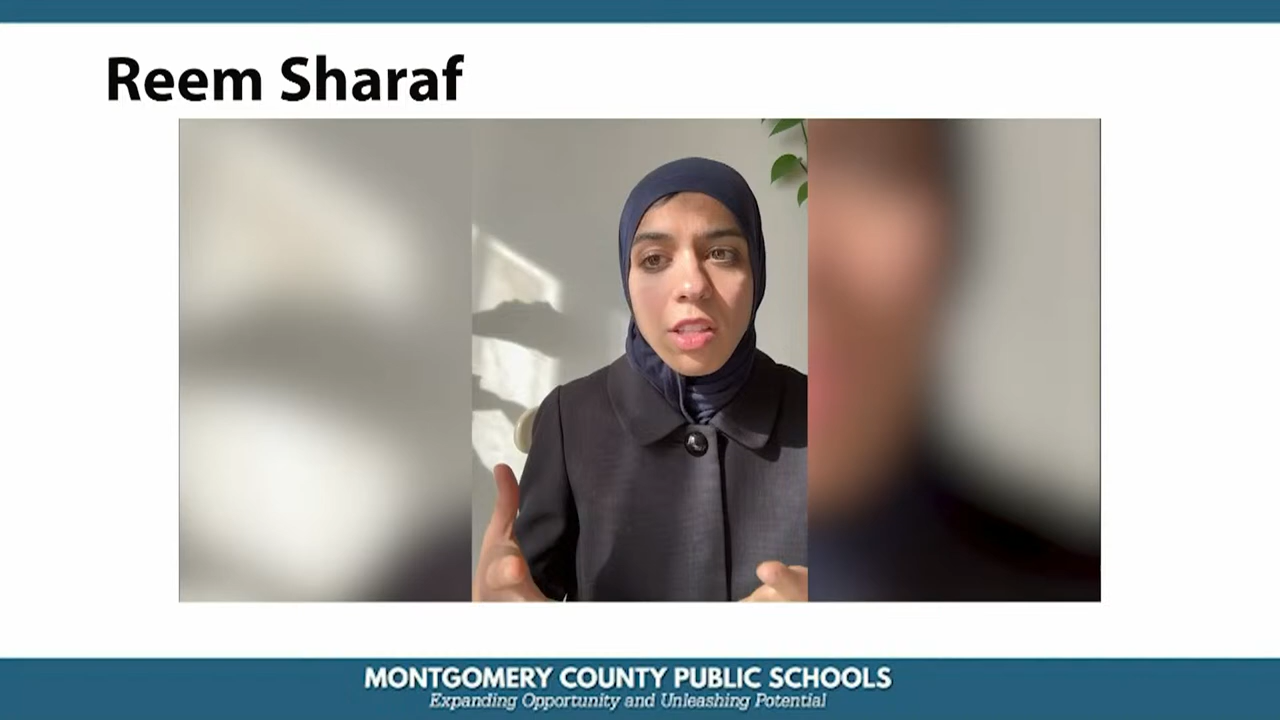 Reem Sharaf
MONTGOMERY COUNTY PUBLIC SCHOOLS
Expanding Opportunity and Unleashing Potential